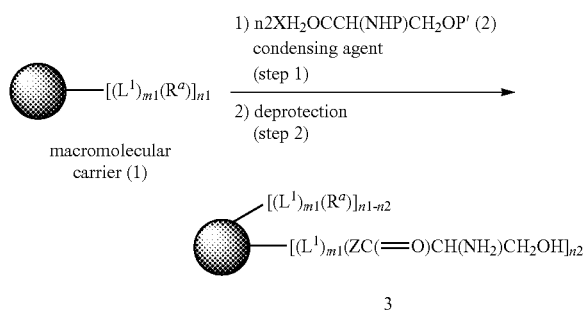 1) n2XH₂OCCH(NHP)CH₂OP′ (2)
condensing agent
(step 1)
[(L¹)ₘ₁(Rᵃ)]ₙ₁
2) deprotection
(step 2)
macromolecular
carrier (1)
[(L¹)ₘ₁(Rᵃ)]ₙ₁₋ₙ₂
[(L¹)ₘ₁(ZC(═O)CH(NH₂)CH₂OH]ₙ₂
3